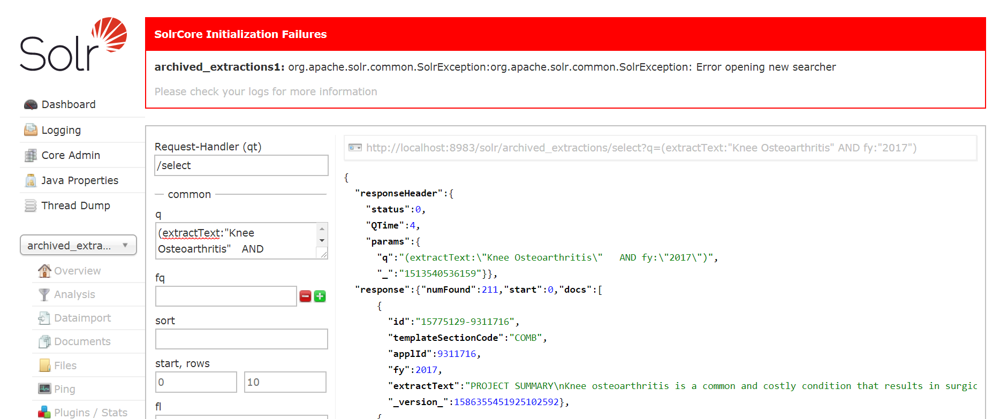 Solr
SolrCore Initialization Failures
archived_extractions1: org.apache.solr.common.SolrException:org.apache.solr.common.SolrException: Error opening new searcher
Please check your logs for more information
Dashboard
Logging
Core Admin
Java Properties
Thread Dump
archived_extra...
Overview
Analysis
Dataimport
Documents
Files
Ping
Plugins / Stats
Request-Handler (qt)
/select
common
q
(extractText:"Knee
Osteoarthritis"   AND
fq
sort
start, rows
0
10
fl
http://localhost:8983/solr/archived_extractions/select?q=(extractText:"Knee Osteoarthritis" AND fy:"2017")
{
"responseHeader":{
"status":0,
"QTime":4,
"params":{
"q":"(extractText:\"Knee Osteoarthritis\"   AND fy:\"2017\")",
"_":"1513540536159"}},
"response":{"numFound":211,"start":0,"docs":[
{
"id":"15775129-9311716",
"templateSectionCode":"COMB",
"applId":9311716,
"fy":2017,
"extractText":"PROJECT SUMMARY\nKnee osteoarthritis is a common and costly condition that results in surgic
"_version_":1586355451925102592},
{